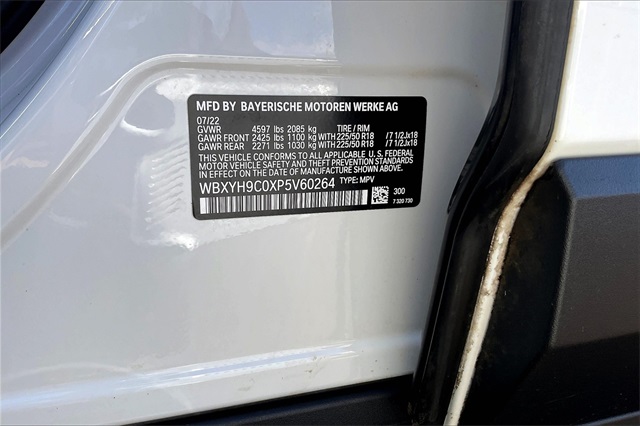 MFD BY BAYERISCHE MOTOREN WERKE AG
07/22
GVWR 4597 lbs 2085 kg TIRE / RIM
GAWR FRONT 2425 lbs 1100 kg WITH 225/50 R18 /7 1/2Jx18
GAWR REAR 2271 lbs 1030 kg WITH 225/50 R18 /7 1/2Jx18
THIS VEHICLE CONFORMS TO ALL APPLICABLE U.S. FEDERAL
MOTOR VEHICLE SAFETY AND THEFT PREVENTION STANDARDS
IN EFFECT ON THE DATE OF MANUFACTURE SHOWN ABOVE.
WBXYH9C0XP5V60264 TYPE: MPV
300
7 320 730